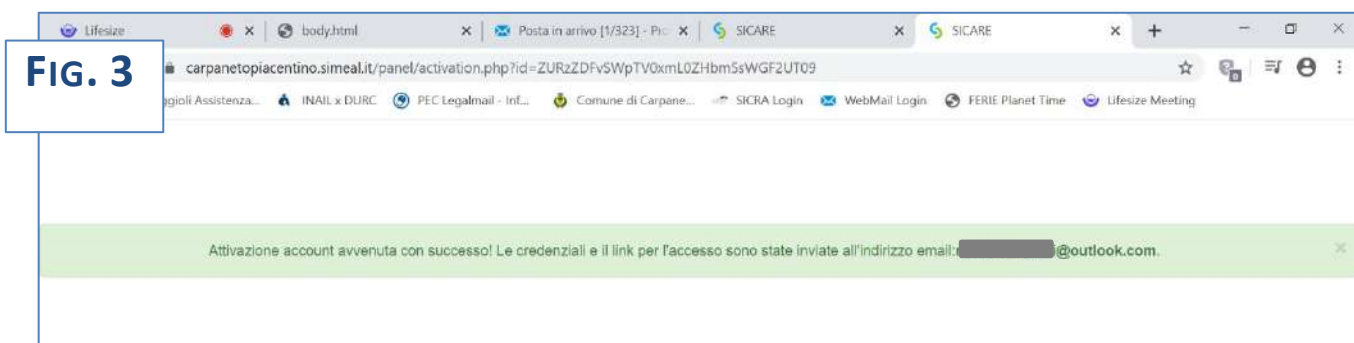 Lifesize
body.html
Posta in arrivo [1/323] - Pro
SICARE
SICARE
FIG. 3
carpanetopiacentino.simeal.it/panel/activation.php?id=ZURzZDFvSWpTV0xmL0ZHbm5sWGF2UT09
ggioli Assistenza... INAIL x DURC PEC Legalmail - Inf... Comune di Carpane... SICRA Login WebMail Login FERIE Planet Time Lifesize Meeting
Attivazione account avvenuta con successo! Le credenziali e il link per l'accesso sono state inviate all'indirizzo email: @outlook.com.